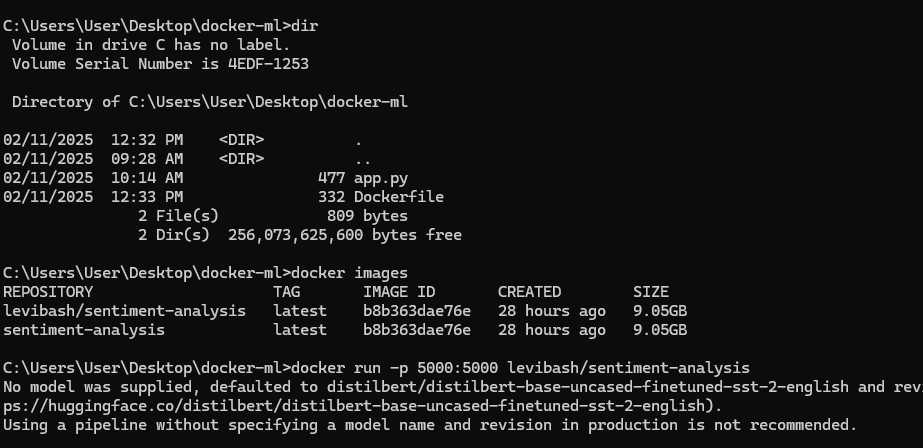 C:\Users\User\Desktop\docker-ml>dir
 Volume in drive C has no label.
 Volume Serial Number is 4EDF-1253

 Directory of C:\Users\User\Desktop\docker-ml

02/11/2025  12:32 PM    <DIR>          .
02/11/2025  09:28 AM    <DIR>          ..
02/11/2025  10:14 AM               477 app.py
02/11/2025  12:33 PM               332 Dockerfile
               2 File(s)            809 bytes
               2 Dir(s)  256,073,625,600 bytes free

C:\Users\User\Desktop\docker-ml>docker images
REPOSITORY                    TAG       IMAGE ID       CREATED        SIZE
levibash/sentiment-analysis   latest    b8b363dae76e   28 hours ago   9.05GB
sentiment-analysis            latest    b8b363dae76e   28 hours ago   9.05GB

C:\Users\User\Desktop\docker-ml>docker run -p 5000:5000 levibash/sentiment-analysis
No model was supplied, defaulted to distilbert/distilbert-base-uncased-finetuned-sst-2-english and
ps://huggingface.co/distilbert/distilbert-base-uncased-finetuned-sst-2-english).
Using a pipeline without specifying a model name and revision in production is not recommended.